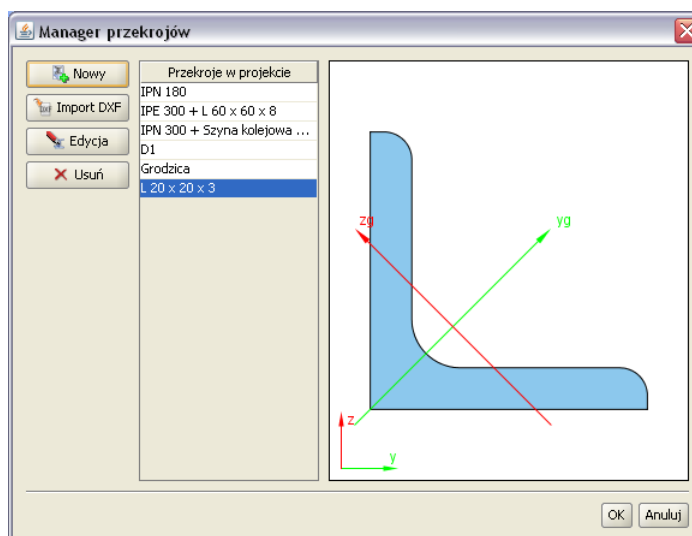 Manager przekrojów
Nowy
Import DXF
Edycja
Usuń
Przekroje w projekcie
IPN 180
IPE 300 + L 60 x 60 x 8
IPN 300 + Szyna kolejowa ...
D1
Grodzica
L 20 x 20 x 3
zg
yg
z
y
OK
Anuluj